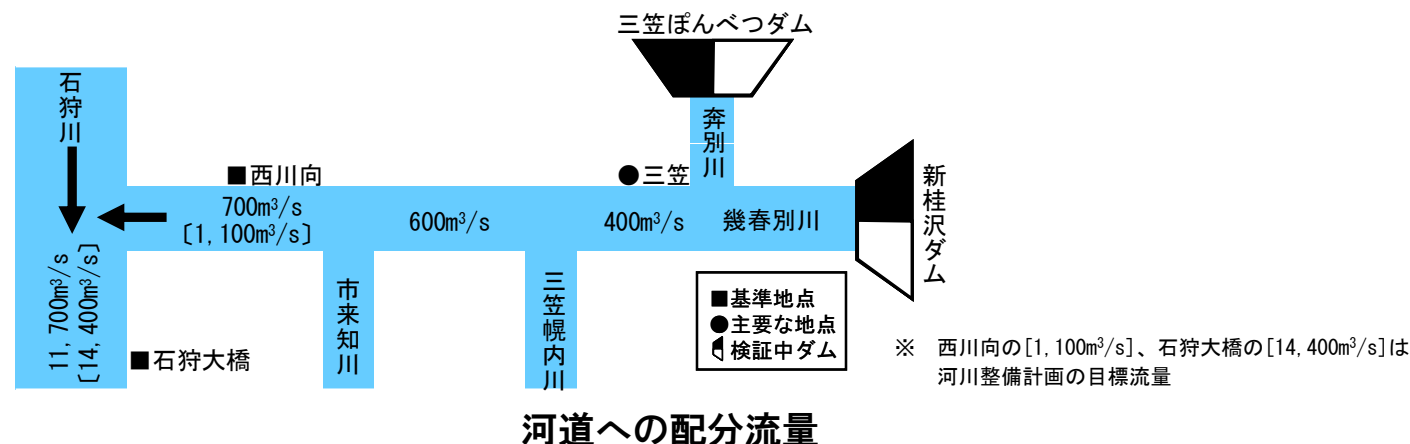 三笠ぽんべつダム
石狩川
奔別川
■西川向
●三笠
新桂沢ダム
700m³/s
〔1,100m³/s〕
600m³/s
400m³/s
幾春別川
11,700m³/s
〔14,400m³/s〕
■石狩大橋
市来知川
三笠幌内川
■基準地点
●主要な地点
検証中ダム
※ 西川向の[1,100m³/s]、石狩大橋の[14,400m³/s]は
河川整備計画の目標流量
河道への配分流量